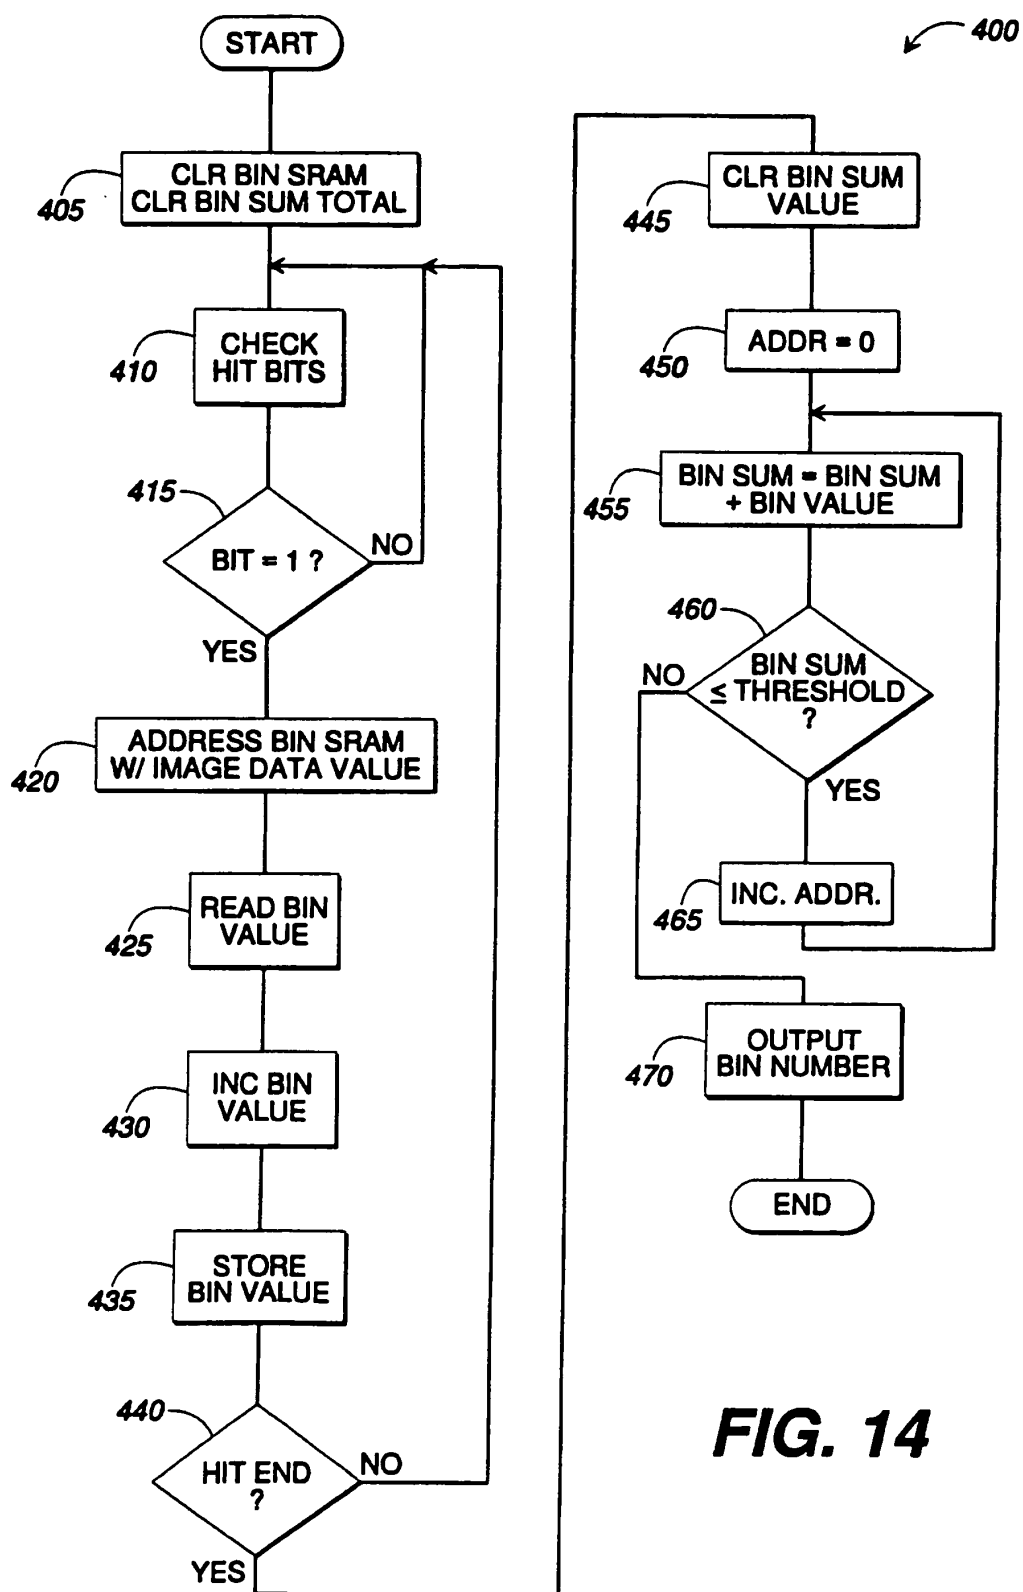 400
START
405
CLR BIN SRAM
CLR BIN SUM TOTAL
410
CHECK
HIT BITS
415
BIT = 1 ?
NO
YES
420
ADDRESS BIN SRAM
W/ IMAGE DATA VALUE
425
READ BIN
VALUE
430
INC BIN
VALUE
435
STORE
BIN VALUE
440
HIT END
?
NO
YES
445
CLR BIN SUM
VALUE
450
ADDR = 0
455
BIN SUM = BIN SUM
+ BIN VALUE
460
BIN SUM
≤ THRESHOLD
?
NO
YES
465
INC. ADDR.
470
OUTPUT
BIN NUMBER
END
FIG. 14